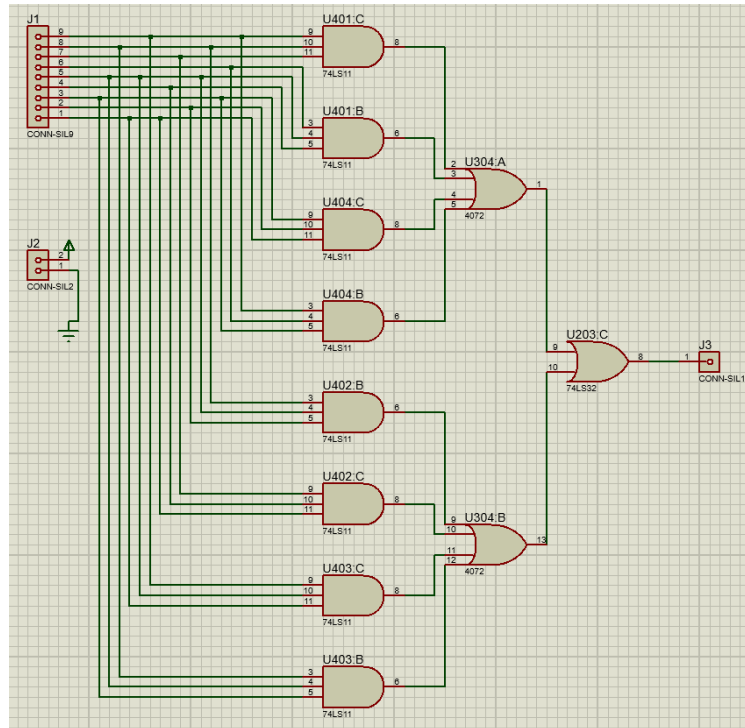 J1
9
8
7
6
5
4
3
2
1
CONN-SIL9
U401:C
9
10
11
8
74LS11
U401:B
3
4
5
6
74LS11
U404:C
9
10
11
8
74LS11
U304:A
2
3
4
5
1
4072
J2
2
1
CONN-SIL2
U404:B
3
4
5
6
74LS11
U203:C
9
10
8
74LS32
J3
1
CONN-SIL1
U402:B
3
4
5
6
74LS11
U402:C
9
10
11
8
74LS11
U304:B
9
10
11
12
13
4072
U403:C
9
10
11
8
74LS11
U403:B
3
4
5
6
74LS11